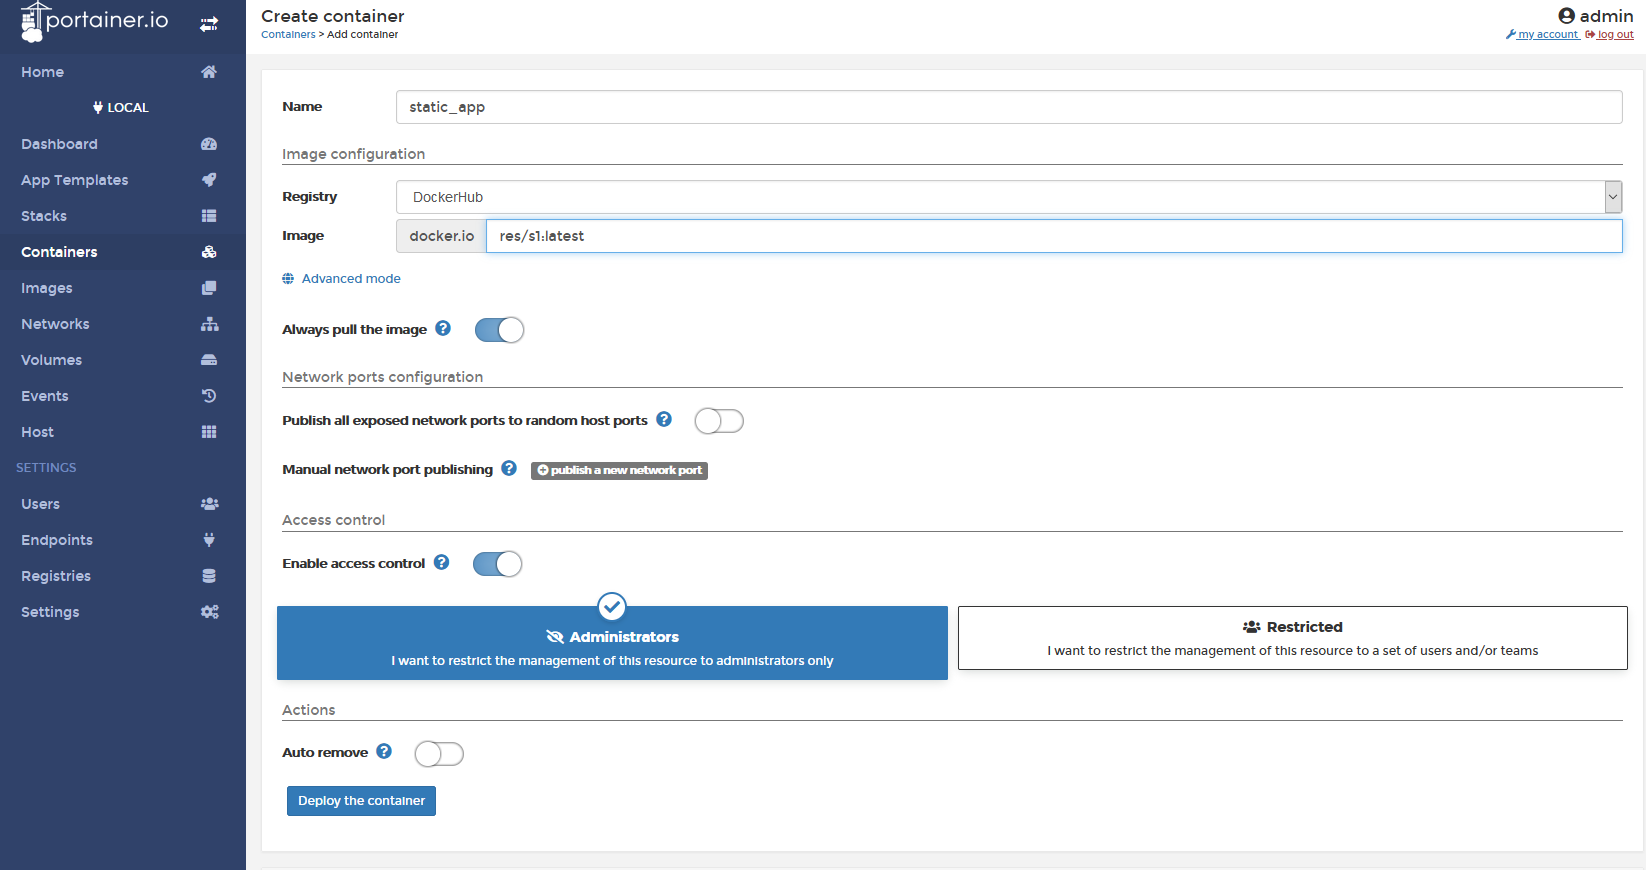 portainer.io
Home
LOCAL
Dashboard
App Templates
Stacks
Containers
Images
Networks
Volumes
Events
Host
SETTINGS
Users
Endpoints
Registries
Settings
Create container
Containers > Add container
admin
my account log out
Name static_app
Image configuration
Registry DockerHub
Image docker.io res/s1:latest
Advanced mode
Always pull the image ?
Network ports configuration
Publish all exposed network ports to random host ports ?
Manual network port publishing ? publish a new network port
Access control
Enable access control ?
Administrators
I want to restrict the management of this resource to administrators only
Restricted
I want to restrict the management of this resource to a set of users and/or teams
Actions
Auto remove ?
Deploy the container